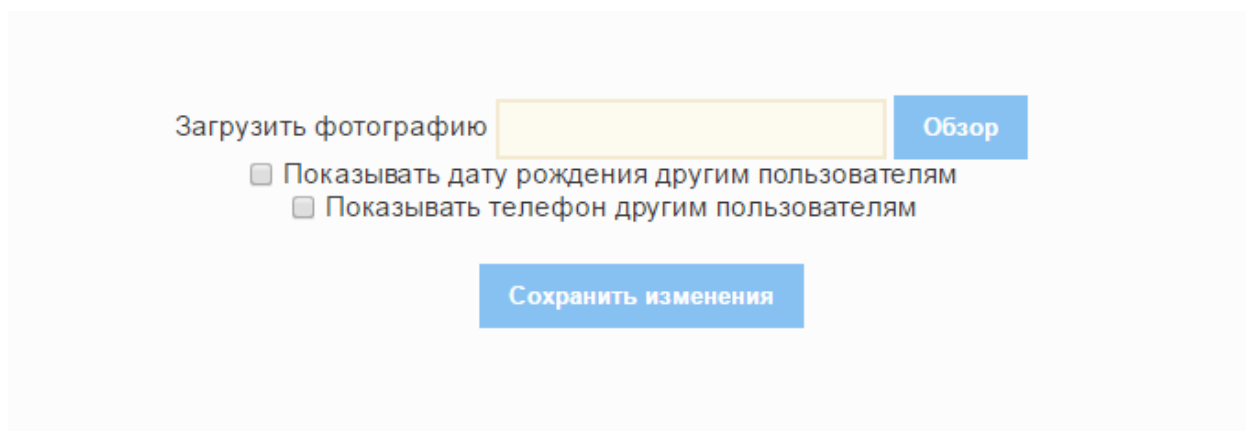 Загрузить фотографию Обзор
Показывать дату рождения другим пользователям
Показывать телефон другим пользователям
Сохранить изменения